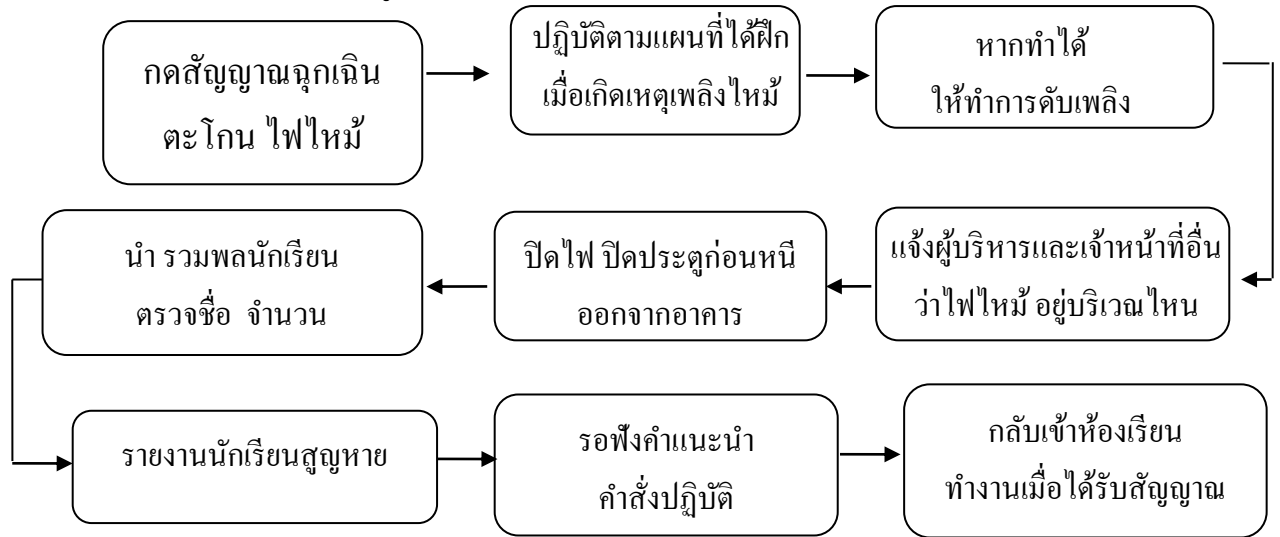 กดสัญญาณฉุกเฉิน
ตะโกน ไฟไหม้
ปฏิบัติตามแผนที่ได้ฝึก
เมื่อเกิดเหตุเพลิงไหม้
หากทำได้
ให้ทำการดับเพลิง
แจ้งผู้บริหารและเจ้าหน้าที่อื่น
ว่าไฟไหม้ อยู่บริเวณไหน
ปิดไฟ ปิดประตูก่อนหนี
ออกจากอาคาร
นำ รวมพลนักเรียน
ตรวจชื่อ จำนวน
รายงานนักเรียนสูญหาย
รอฟังคำแนะนำ
คำสั่งปฏิบัติ
กลับเข้าห้องเรียน
ทำงานเมื่อได้รับสัญญาณ